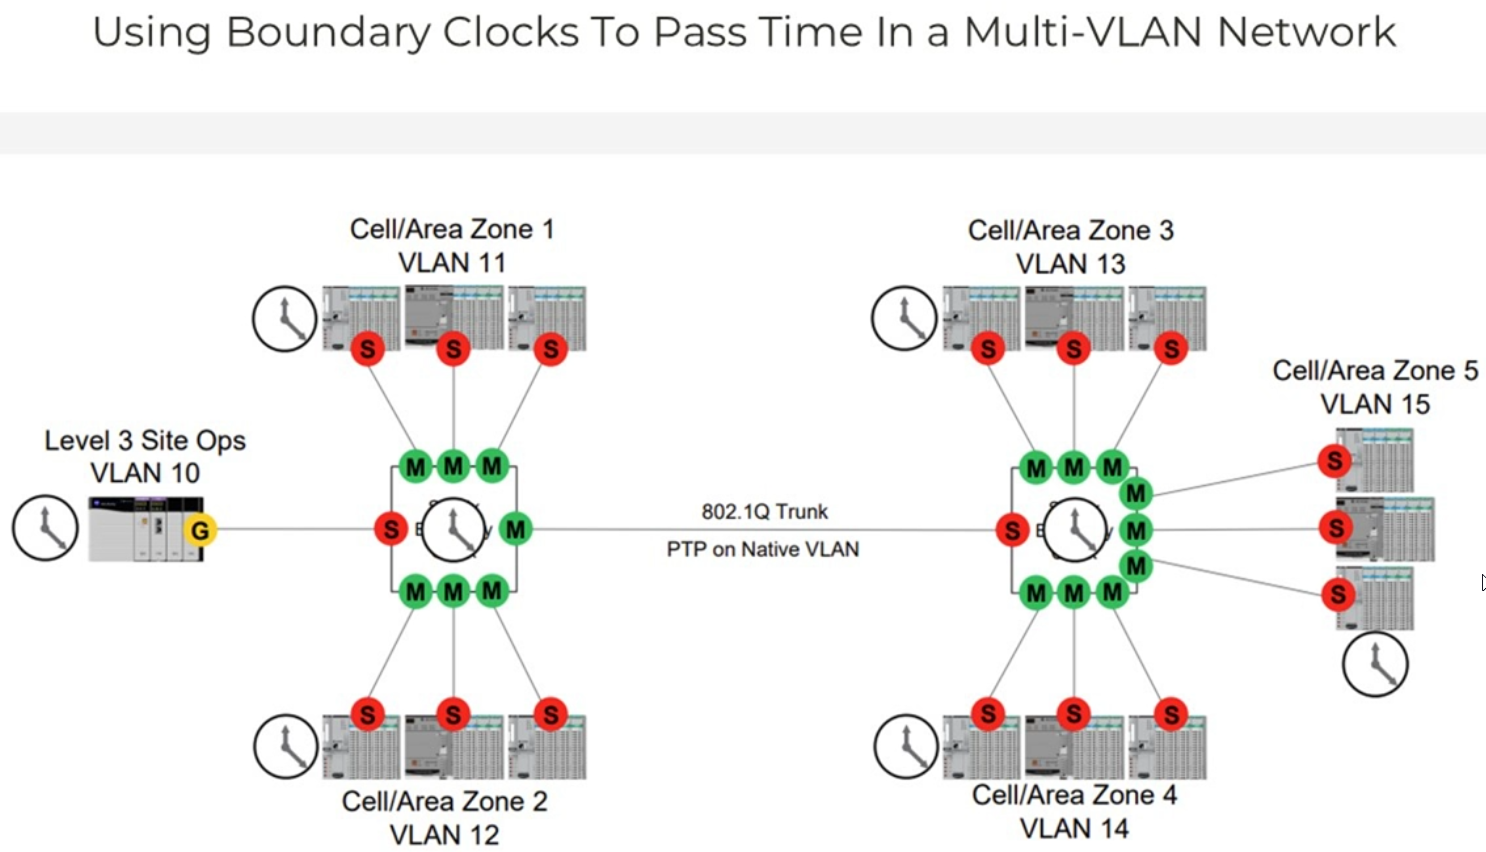 Using Boundary Clocks To Pass Time In a Multi-VLAN Network
Cell/Area Zone 1
VLAN 11
S S S
Cell/Area Zone 3
VLAN 13
S S S
Cell/Area Zone 5
VLAN 15
S
S
S
Level 3 Site Ops
VLAN 10
G
M M M
S
M
M M M
802.1Q Trunk
PTP on Native VLAN
M M M
M
S
M
M
M M M
S S S
Cell/Area Zone 2
VLAN 12
S S S
Cell/Area Zone 4
VLAN 14